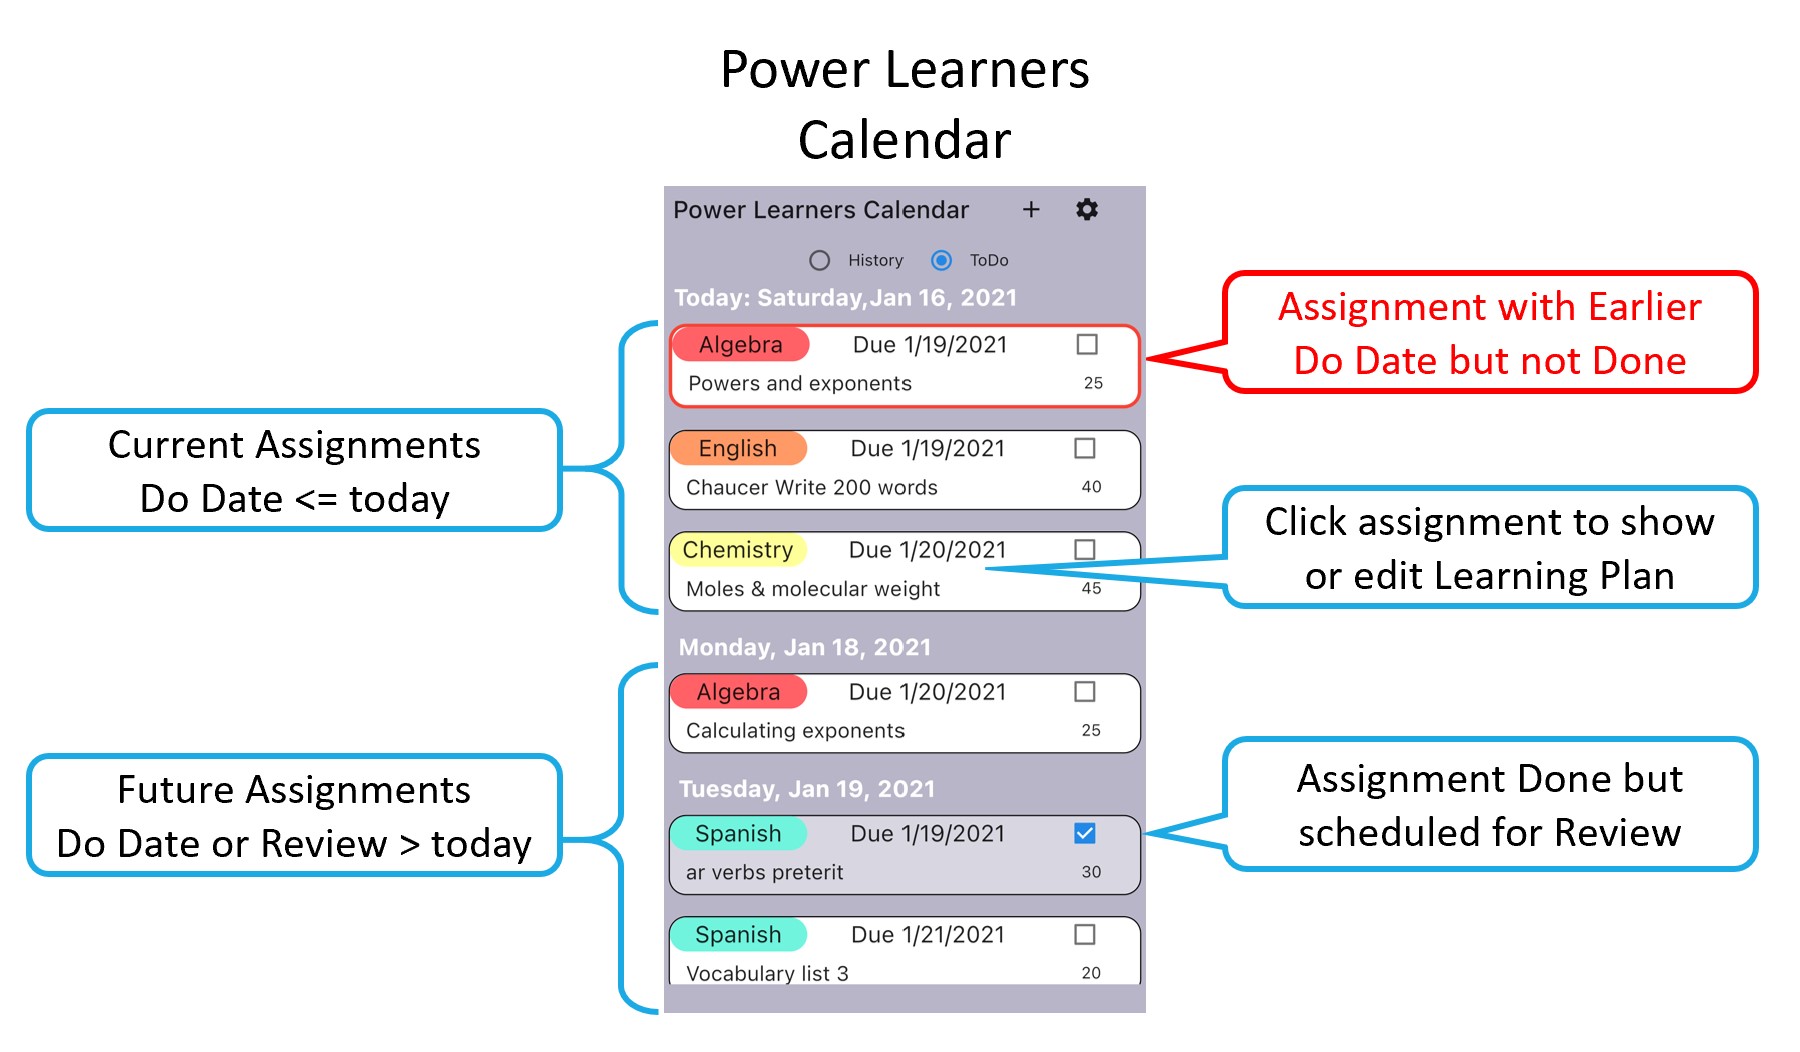 Power Learners
Calendar
Power Learners Calendar +
History ToDo
Today: Saturday,Jan 16, 2021
Algebra Due 1/19/2021
Powers and exponents 25
English Due 1/19/2021
Chaucer Write 200 words 40
Chemistry Due 1/20/2021
Moles & molecular weight 45
Monday, Jan 18, 2021
Algebra Due 1/20/2021
Calculating exponents 25
Tuesday, Jan 19, 2021
Spanish Due 1/19/2021
ar verbs preterit 30
Spanish Due 1/21/2021
Vocabulary list 3 20
Current Assignments
Do Date <= today
Future Assignments
Do Date or Review > today
Assignment with Earlier
Do Date but not Done
Click assignment to show
or edit Learning Plan
Assignment Done but
scheduled for Review